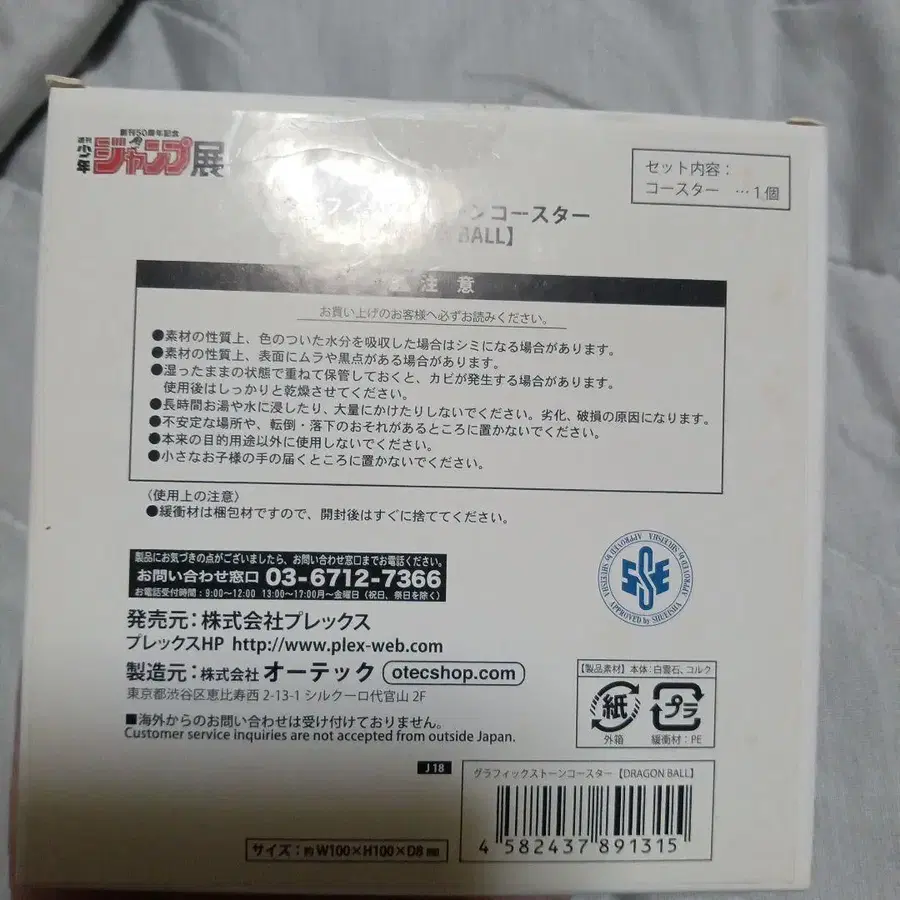 創刊50周年記念
週刊少年ジャンプ展
セット内容：
コースター …1個
ーンコースター
BALL】
注意
お買い上げのお客様へ必ずお読みください。
●素材の性質上、色のついた水分を吸収した場合はシミになる場合があります。
●素材の性質上、表面にムラや黒点がある場合があります。
●湿ったままの状態で重ねて保管しておくと、カビが発生する場合があります。
使用後はしっかりと乾燥させてください。
●長時間お湯や水に浸したり、大量にかけたりしないでください。劣化、破損の原因になります。
●不安定な場所や、転倒・落下のおそれがあるところに置かないでください。
●本来の目的用途以外に使用しないでください。
●小さなお子様の手の届くところに置かないでください。
〈使用上の注意〉
●緩衝材は梱包材ですので、開封後はすぐに捨ててください。
製品にお気づきの点がございましたら、お問い合わせ窓口までお電話ください。
お問い合わせ窓口 03-6712-7366
お電話受付時間：9:00〜12:00 13:00〜17:00月〜金曜日（祝日、祭日を除く）
発売元：株式会社プレックス
プレックスHP http://www.plex-web.com
製造元：株式会社オーテック otecshop.com
東京都渋谷区恵比寿西 2-13-1 シルクーロ代官山 2F
■海外からのお問い合わせは受け付けておりません。
Customer service inquiries are not accepted from outside Japan.
APPROVED by SHUEISHA APPROVED by SHUEISHA APPROVED by SHUEISHA
SSE
【製品素材】本体：白雲石、コルク
紙 プラ
外箱 緩衝材：PE
J18
グラフィックストーンコースター【DRAGON BALL】
4 582437 891315
サイズ：約 W100×H100×D8 ㎜